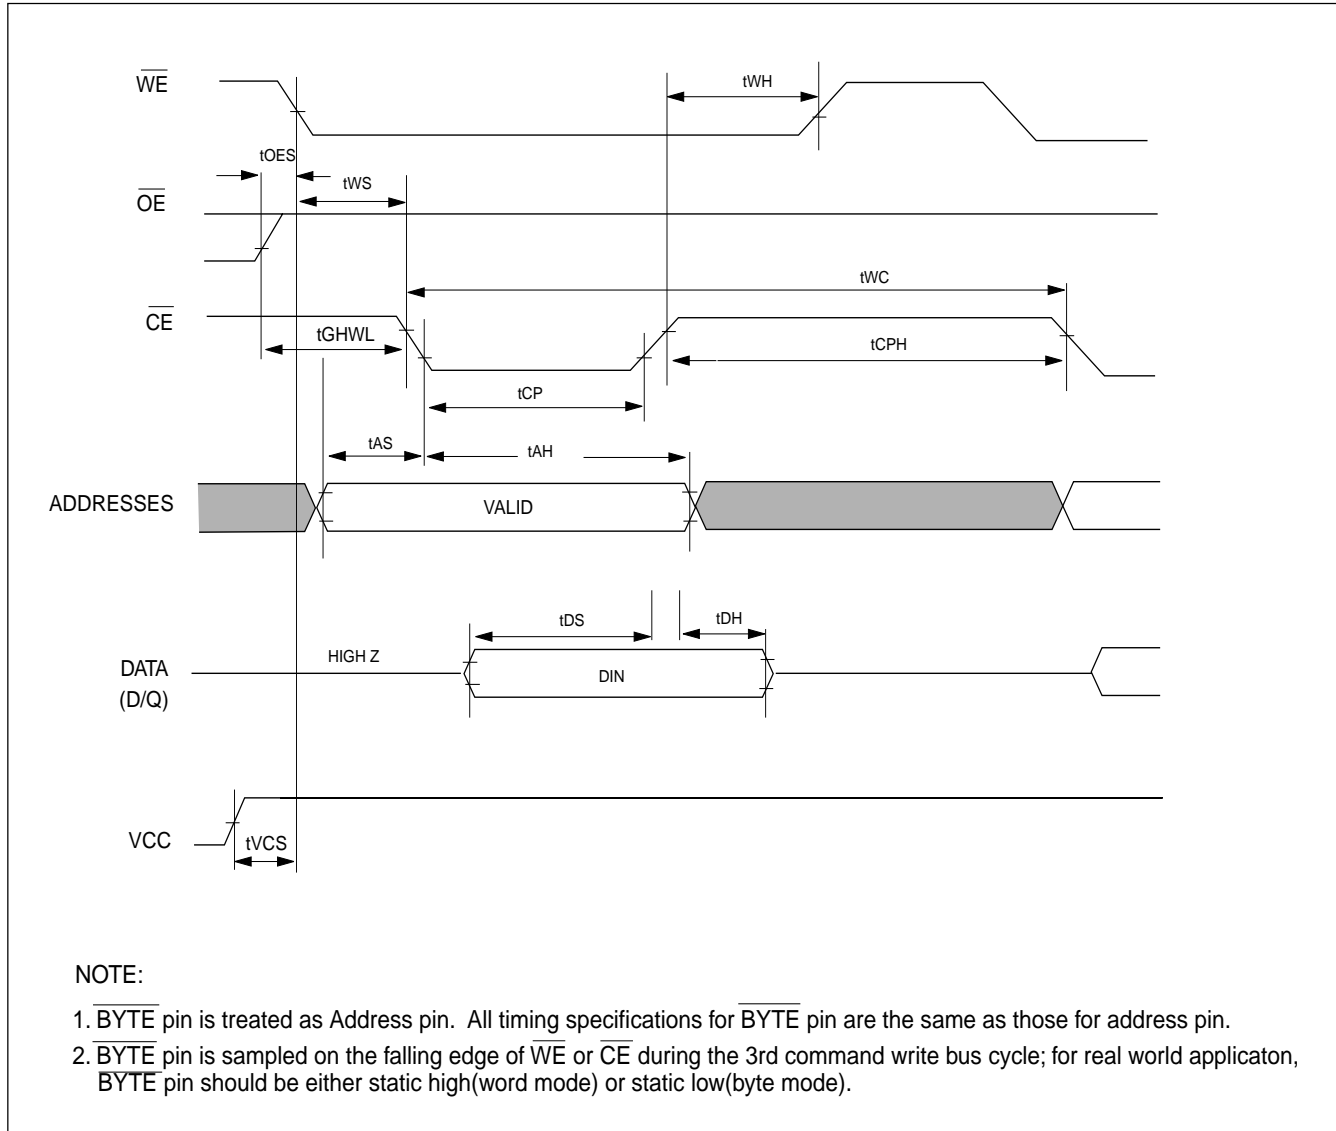 WE
tWH
tOES
tWS
OE
tWC
CE
tGHWL
tCPH
tCP
tAS
tAH
ADDRESSES
VALID
tDS
tDH
HIGH Z
DATA
DIN
(D/Q)
VCC
tVCS
NOTE:
1. BYTE pin is treated as Address pin. All timing specifications for BYTE pin are the same as those for address pin.
2. BYTE pin is sampled on the falling edge of WE or CE during the 3rd command write bus cycle; for real world applicaton,
BYTE pin should be either static high(word mode) or static low(byte mode).